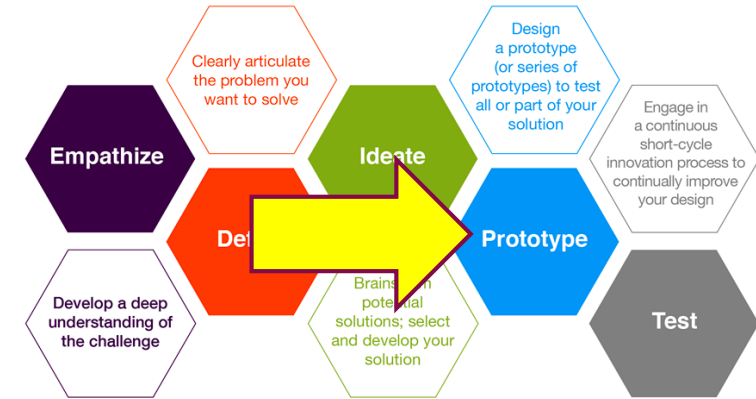 Empathize
Develop a deep
understanding of
the challenge
Clearly articulate
the problem you
want to solve
Ideate
potential
solutions; select
and develop your
solution
Design
a prototype
(or series of
prototypes) to test
all or part of your
solution
Prototype
Engage in
a continuous
short-cycle
innovation process to
continually improve
your design
Test